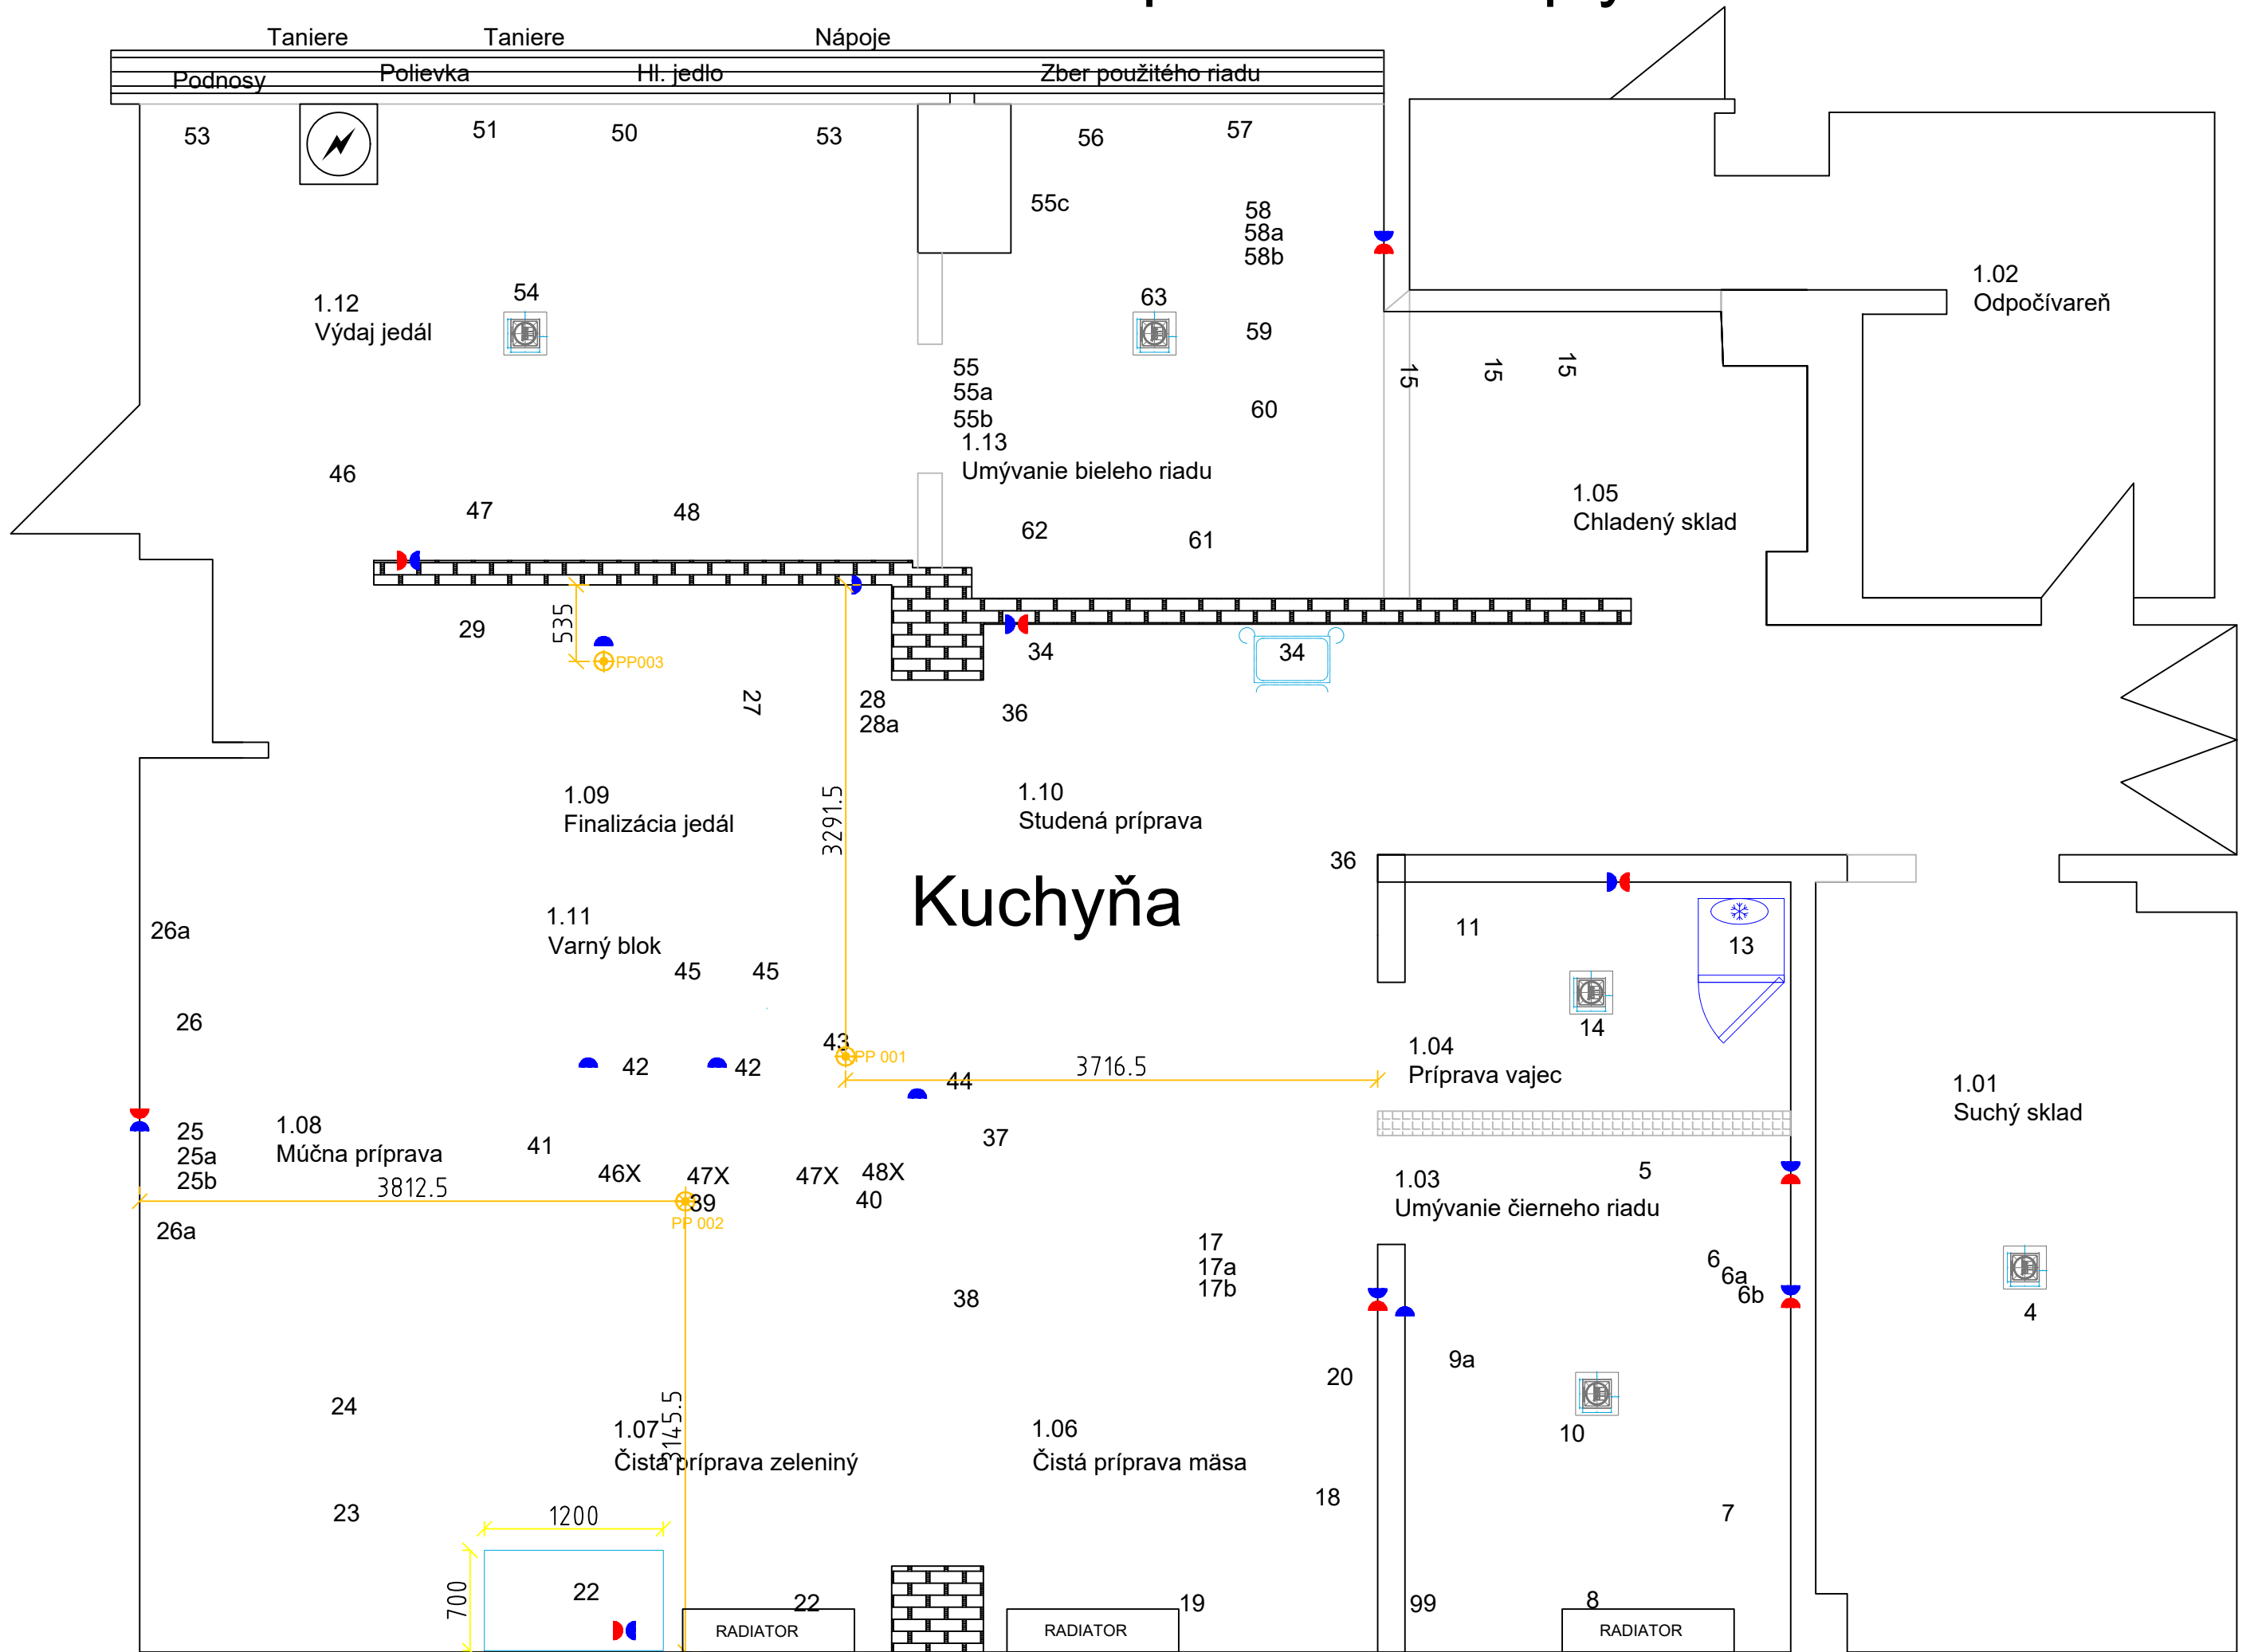 Taniere
Taniere
Nápoje
Podnosy
Polievka
Hl. jedlo
Zber použitého riadu
53
51
50
53
56
57
55c
58
58a
58b
1.12
Výdaj jedál
54
63
1.02
Odpočívareň
59
55
55a
55b
15
15
15
60
1.13
Umývanie bieleho riadu
46
47
48
62
61
1.05
Chladený sklad
29
535
PP003
34
34
27
28
28a
36
1.09
Finalizácia jedál
3291.5
1.10
Studená príprava
Kuchyňa
36
26a
1.11
Varný blok
45
45
11
13
26
14
43
PP 001
42
42
44
3716.5
1.04
Príprava vajec
1.01
Suchý sklad
25
25a
25b
1.08
Múčna príprava
41
37
46X
47X
47X
48X
3812.5
39
40
PP 002
1.03
Umývanie čierneho riadu
5
26a
17
17a
17b
6
6a
6b
38
4
20
9a
24
1.07
Čistá príprava zeleniný
3145.5
1.06
Čistá príprava mäsa
10
18
23
7
1200
700
22
22
19
99
8
RADIATOR
RADIATOR
RADIATOR